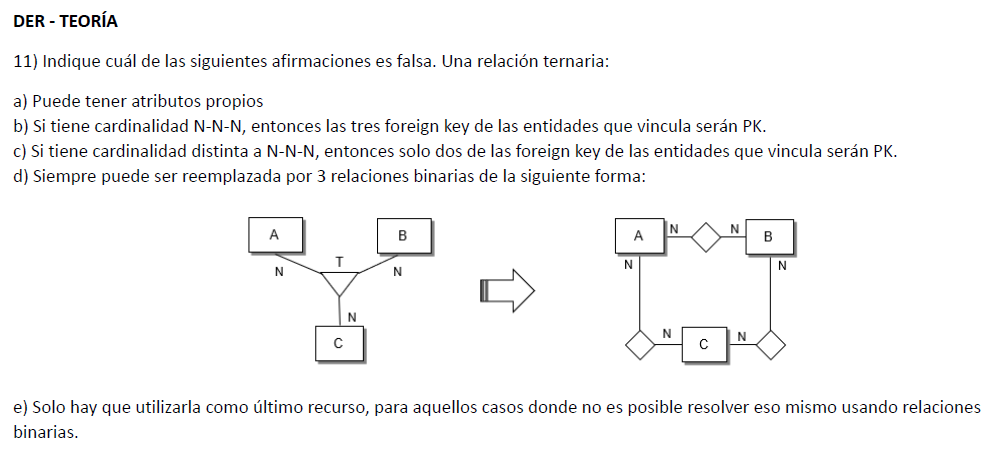 DER - TEORÍA
11) Indique cuál de las siguientes afirmaciones es falsa. Una relación ternaria:
a) Puede tener atributos propios
b) Si tiene cardinalidad N-N-N, entonces las tres foreign key de las entidades que vincula serán PK.
c) Si tiene cardinalidad distinta a N-N-N, entonces solo dos de las foreign key de las entidades que vincula serán PK.
d) Siempre puede ser reemplazada por 3 relaciones binarias de la siguiente forma:
A B
T
N N
N
C
A N N B
N N
N C N
e) Solo hay que utilizarla como último recurso, para aquellos casos donde no es posible resolver eso mismo usando relaciones
binarias.